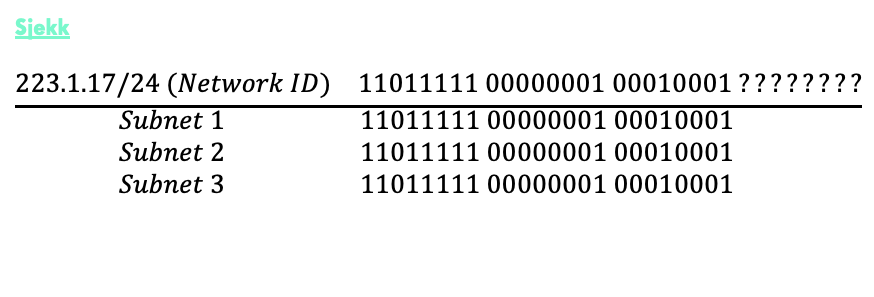 Sjekk
223.1.17/24 (Network ID) 11011111 00000001 00010001 ????????
Subnet 1 11011111 00000001 00010001
Subnet 2 11011111 00000001 00010001
Subnet 3 11011111 00000001 00010001